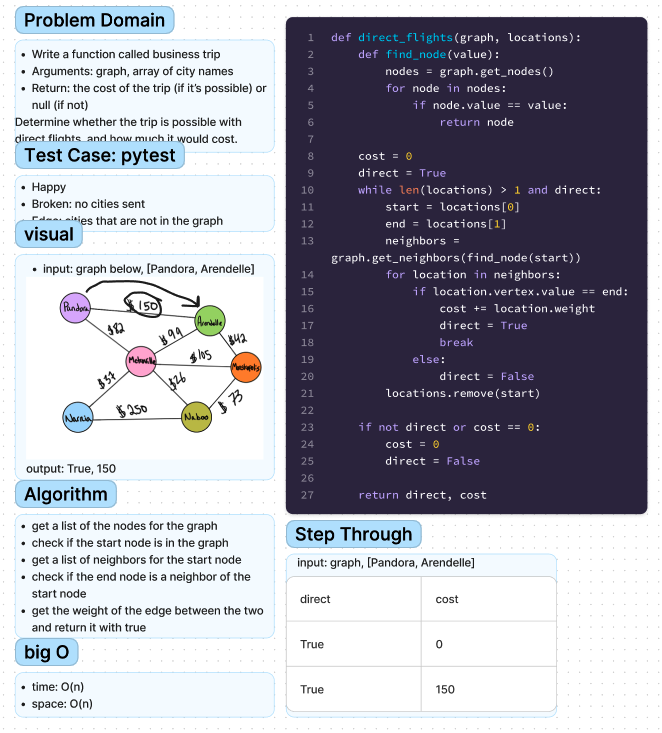 Problem Domain
• Write a function called business trip
• Arguments: graph, array of city names
• Return: the cost of the trip (if it's possible) or
null (if not)
Determine whether the trip is possible with
direct flights, and how much it would cost.
Test Case: pytest
• Happy
• Broken: no cities sent
• Edge: cities that are not in the graph
visual
• input: graph below, [Pandora, Arendelle]
Pandora
$150
Arendelle
$82
$99
$42
Metroville
$105
Monstropolis
$37
$26
$73
Narnia
$250
Naboo
output: True, 150
Algorithm
• get a list of the nodes for the graph
• check if the start node is in the graph
• get a list of neighbors for the start node
• check if the end node is a neighbor of the
start node
• get the weight of the edge between the two
and return it with true
big O
• time: O(n)
• space: O(n)
1 def direct_flights(graph, locations):
2 def find_node(value):
3 nodes = graph.get_nodes()
4 for node in nodes:
5 if node.value == value:
6 return node
7
8 cost = 0
9 direct = True
10 while len(locations) > 1 and direct:
11 start = locations[0]
12 end = locations[1]
13 neighbors =
graph.get_neighbors(find_node(start))
14 for location in neighbors:
15 if location.vertex.value == end:
16 cost += location.weight
17 direct = True
18 break
19 else:
20 direct = False
21 locations.remove(start)
22
23 if not direct or cost == 0:
24 cost = 0
25 direct = False
26
27 return direct, cost
Step Through
input: graph, [Pandora, Arendelle]
direct cost
True 0
True 150